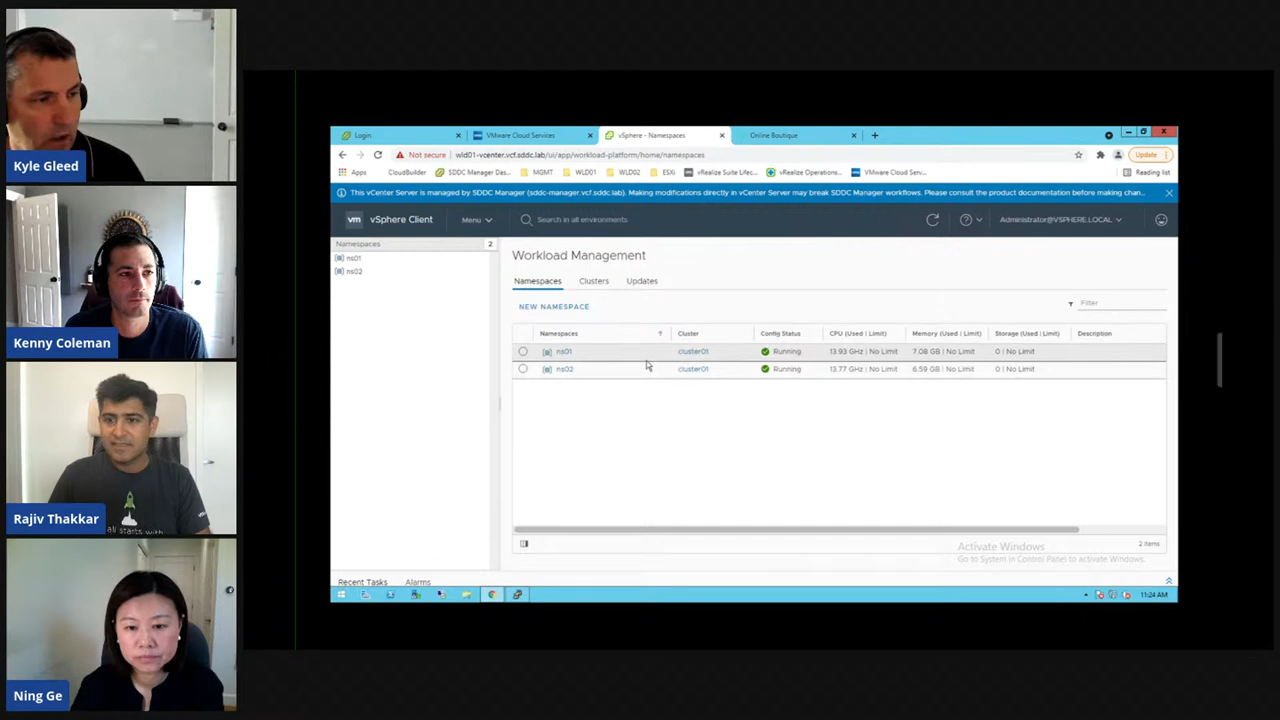 Kyle Gleed
Kenny Coleman
Rajiv Thakkar
all starts with
Ning Ge
Login
VMware Cloud Services
vSphere - Namespaces
Online Boutique
Not secure
wld01-vcenter.vcf.sddc.lab/ui/app/workload-platform/home/namespaces
Update
Apps
CloudBuilder
SDDC Manager Das...
MGMT
WLD01
WLD02
ESXi
vRealize Suite Lifec...
vRealize Operations...
VMware Cloud Serv...
Reading list
This vCenter Server is managed by SDDC Manager (sddc-manager.vcf.sddc.lab). Making modifications directly in vCenter Server may break SDDC Manager workflows. Please consult the product documentation before making chan...
vm vSphere Client
Menu
Search in all environments
Administrator@VSPHERE.LOCAL
Namespaces 2
ns01
ns02
Workload Management
Namespaces Clusters Updates
NEW NAMESPACE
Filter
Namespaces Cluster Config Status CPU (Used | Limit) Memory (Used | Limit) Storage (Used | Limit) Description
ns01 cluster01 Running 13.93 GHz | No Limit 7.08 GB | No Limit 0 | No Limit
ns02 cluster01 Running 13.77 GHz | No Limit 6.59 GB | No Limit 0 | No Limit
2 items
Activate Windows
Go to System in Control Panel to activate Windows.
Recent Tasks Alarms
11:24 AM